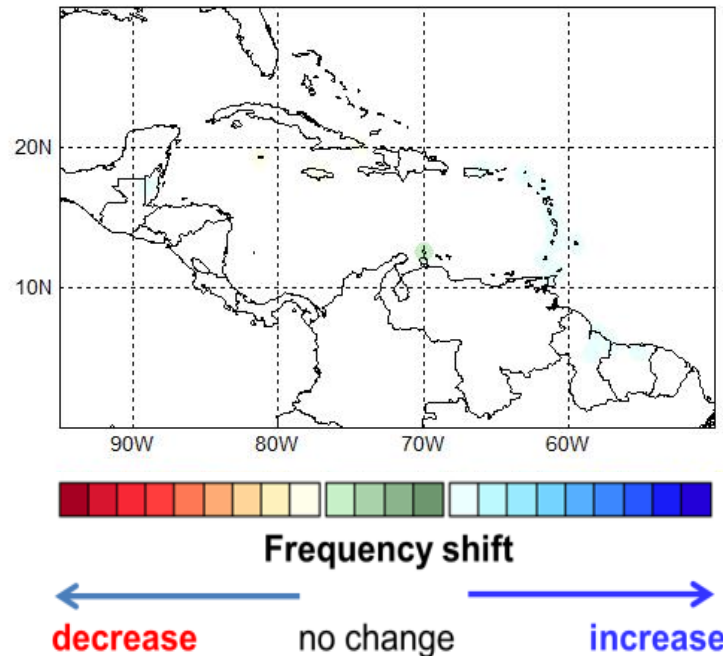 20N
10N
90W 80W 70W 60W
Frequency shift
decrease no change increase